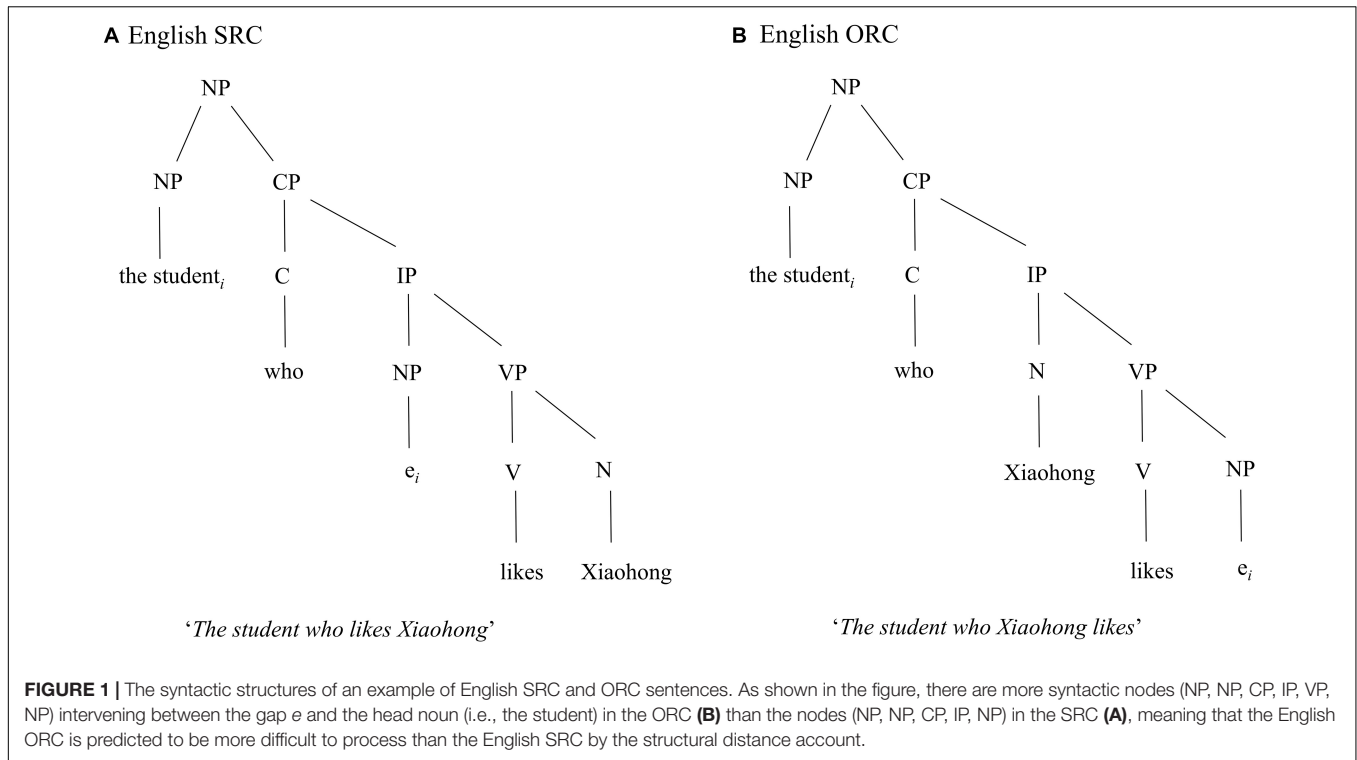 A English SRC
NP
NP CP
the student_i C IP
who NP VP
e_i V N
likes Xiaohong
'The student who likes Xiaohong'
B English ORC
NP
NP CP
the student_i C IP
who N VP
Xiaohong V NP
likes e_i
'The student who Xiaohong likes'
FIGURE 1 | The syntactic structures of an example of English SRC and ORC sentences. As shown in the figure, there are more syntactic nodes (NP, NP, CP, IP, VP,
NP) intervening between the gap e and the head noun (i.e., the student) in the ORC (B) than the nodes (NP, NP, CP, IP, NP) in the SRC (A), meaning that the English
ORC is predicted to be more difficult to process than the English SRC by the structural distance account.